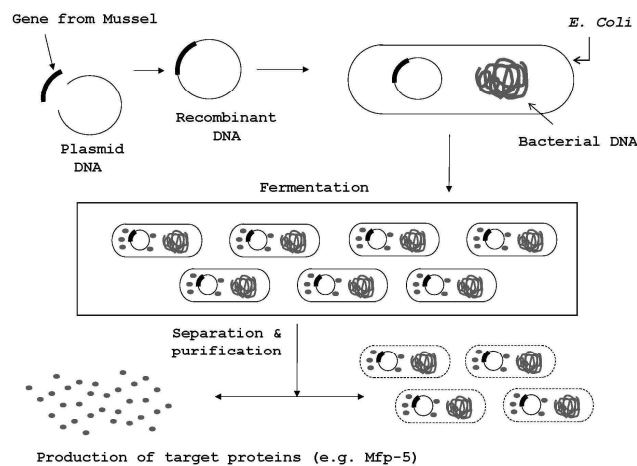 Gene from Mussel
E. Coli
Recombinant
DNA
Plasmid
DNA
Bacterial DNA
Fermentation
Separation &
purification
Production of target proteins (e.g. Mfp-5)